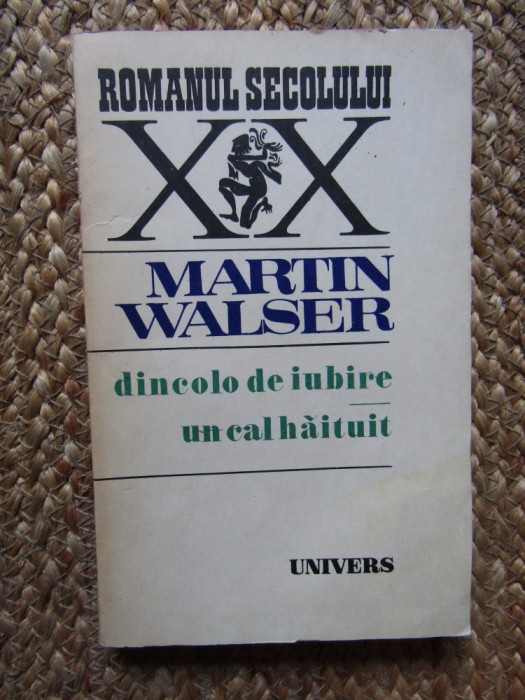 ROMANUL SECOLULUI
XX
MARTIN
WALSER
dincolo de iubire
un cal hăituit
UNIVERS